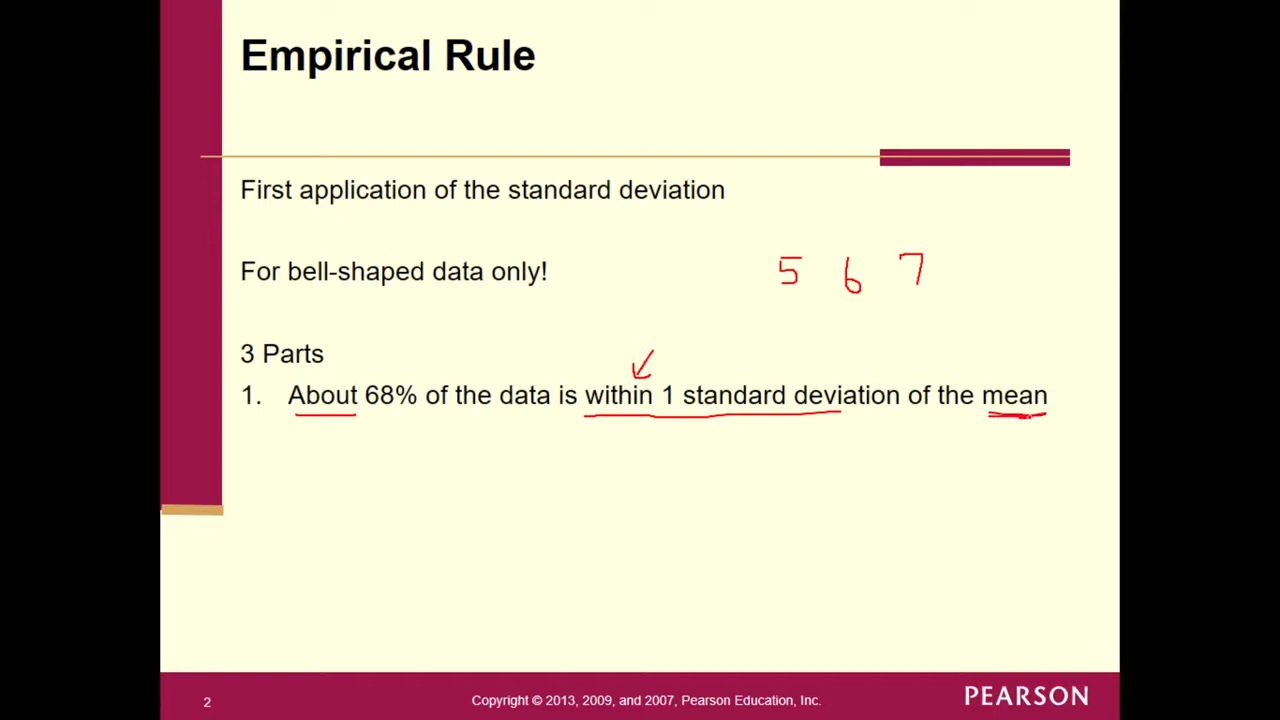 Empirical Rule
First application of the standard deviation
For bell-shaped data only!
5 6 7
3 Parts
1. About 68% of the data is within 1 standard deviation of the mean
2
Copyright © 2013, 2009, and 2007, Pearson Education, Inc.
PEARSON